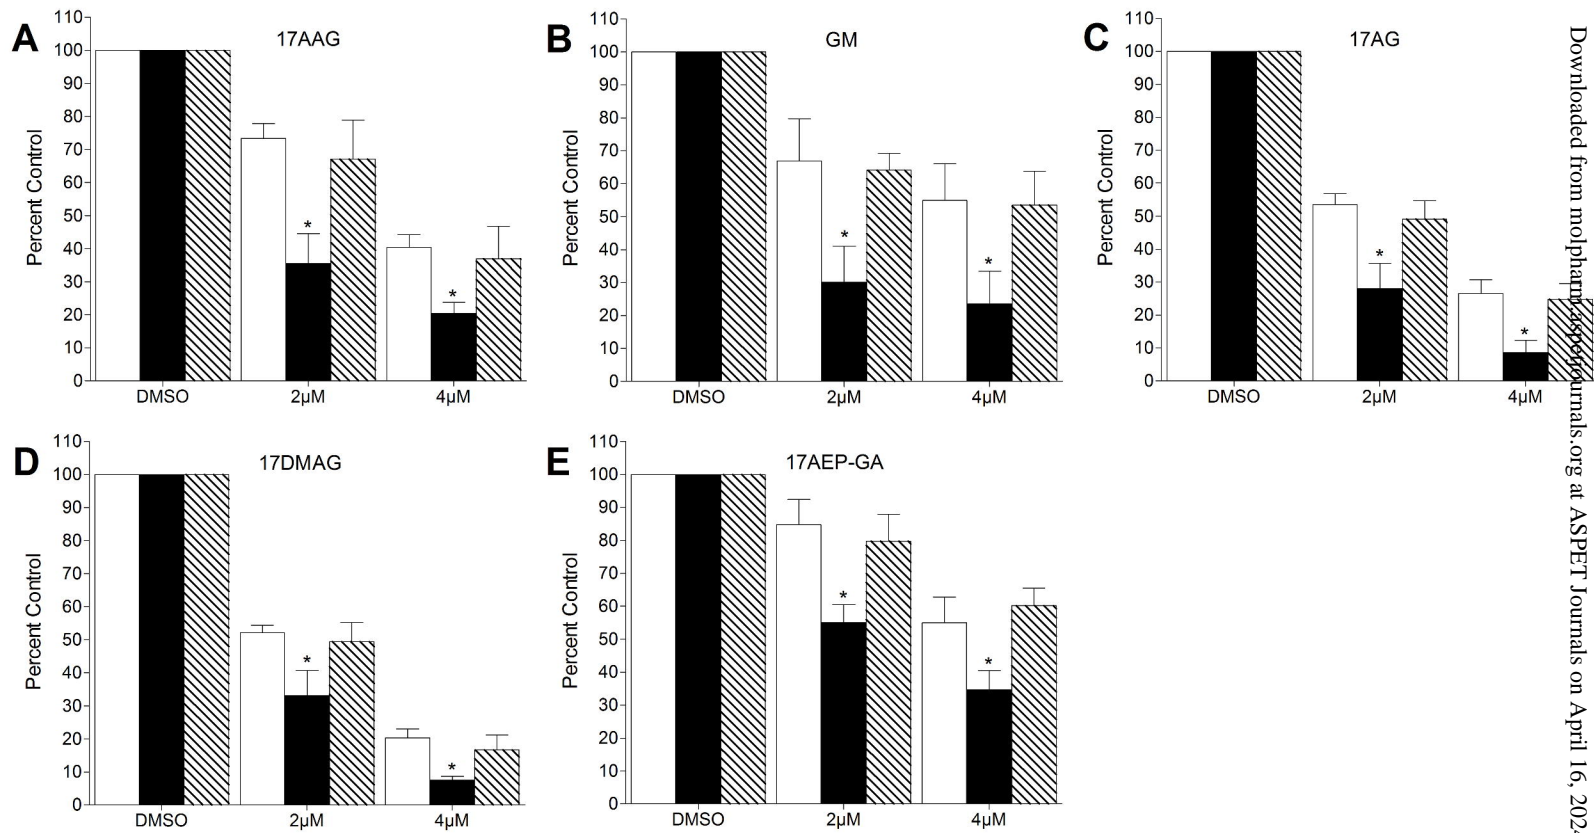 A
17AAG
Percent Control
110
100
90
80
70
60
50
40
30
20
10
0
*
*
DMSO
2µM
4µM
B
GM
Percent Control
110
100
90
80
70
60
50
40
30
20
10
0
*
*
DMSO
2µM
4µM
C
17AG
Percent Control
110
100
90
80
70
60
50
40
30
20
10
0
*
*
DMSO
2µM
4µM
D
17DMAG
Percent Control
110
100
90
80
70
60
50
40
30
20
10
0
*
*
DMSO
2µM
4µM
E
17AEP-GA
Percent Control
110
100
90
80
70
60
50
40
30
20
10
0
*
*
DMSO
2µM
4µM
Downloaded from molpharm.aspetjournals.org at ASPET Journals on April 16, 202